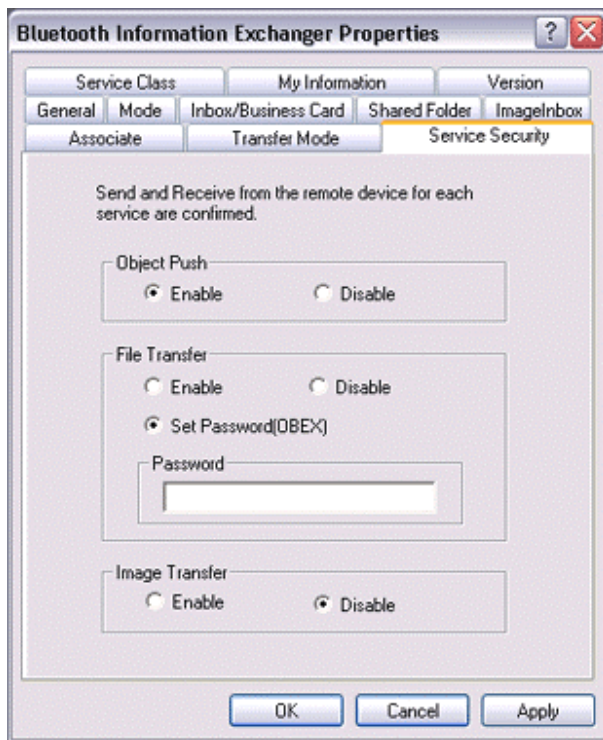 Bluetooth Information Exchanger Properties
Service Class My Information Version
General Mode Inbox/Business Card Shared Folder ImageInbox
Associate Transfer Mode Service Security
Send and Receive from the remote device for each
service are confirmed.
Object Push
Enable Disable
File Transfer
Enable Disable
Set Password(OBEX)
Password
Image Transfer
Enable Disable
OK Cancel Apply